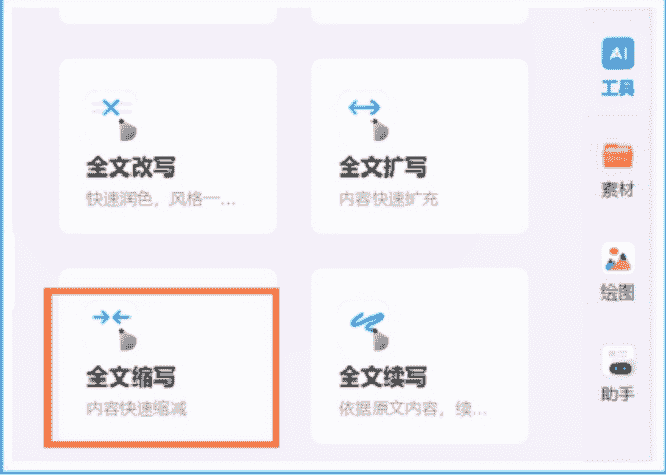 全文改写
快速润色，风格一...
全文扩写
内容快速扩充
全文缩写
内容快速缩减
全文续写
依据原文内容，续...
AI
工具
素材
绘图
助手